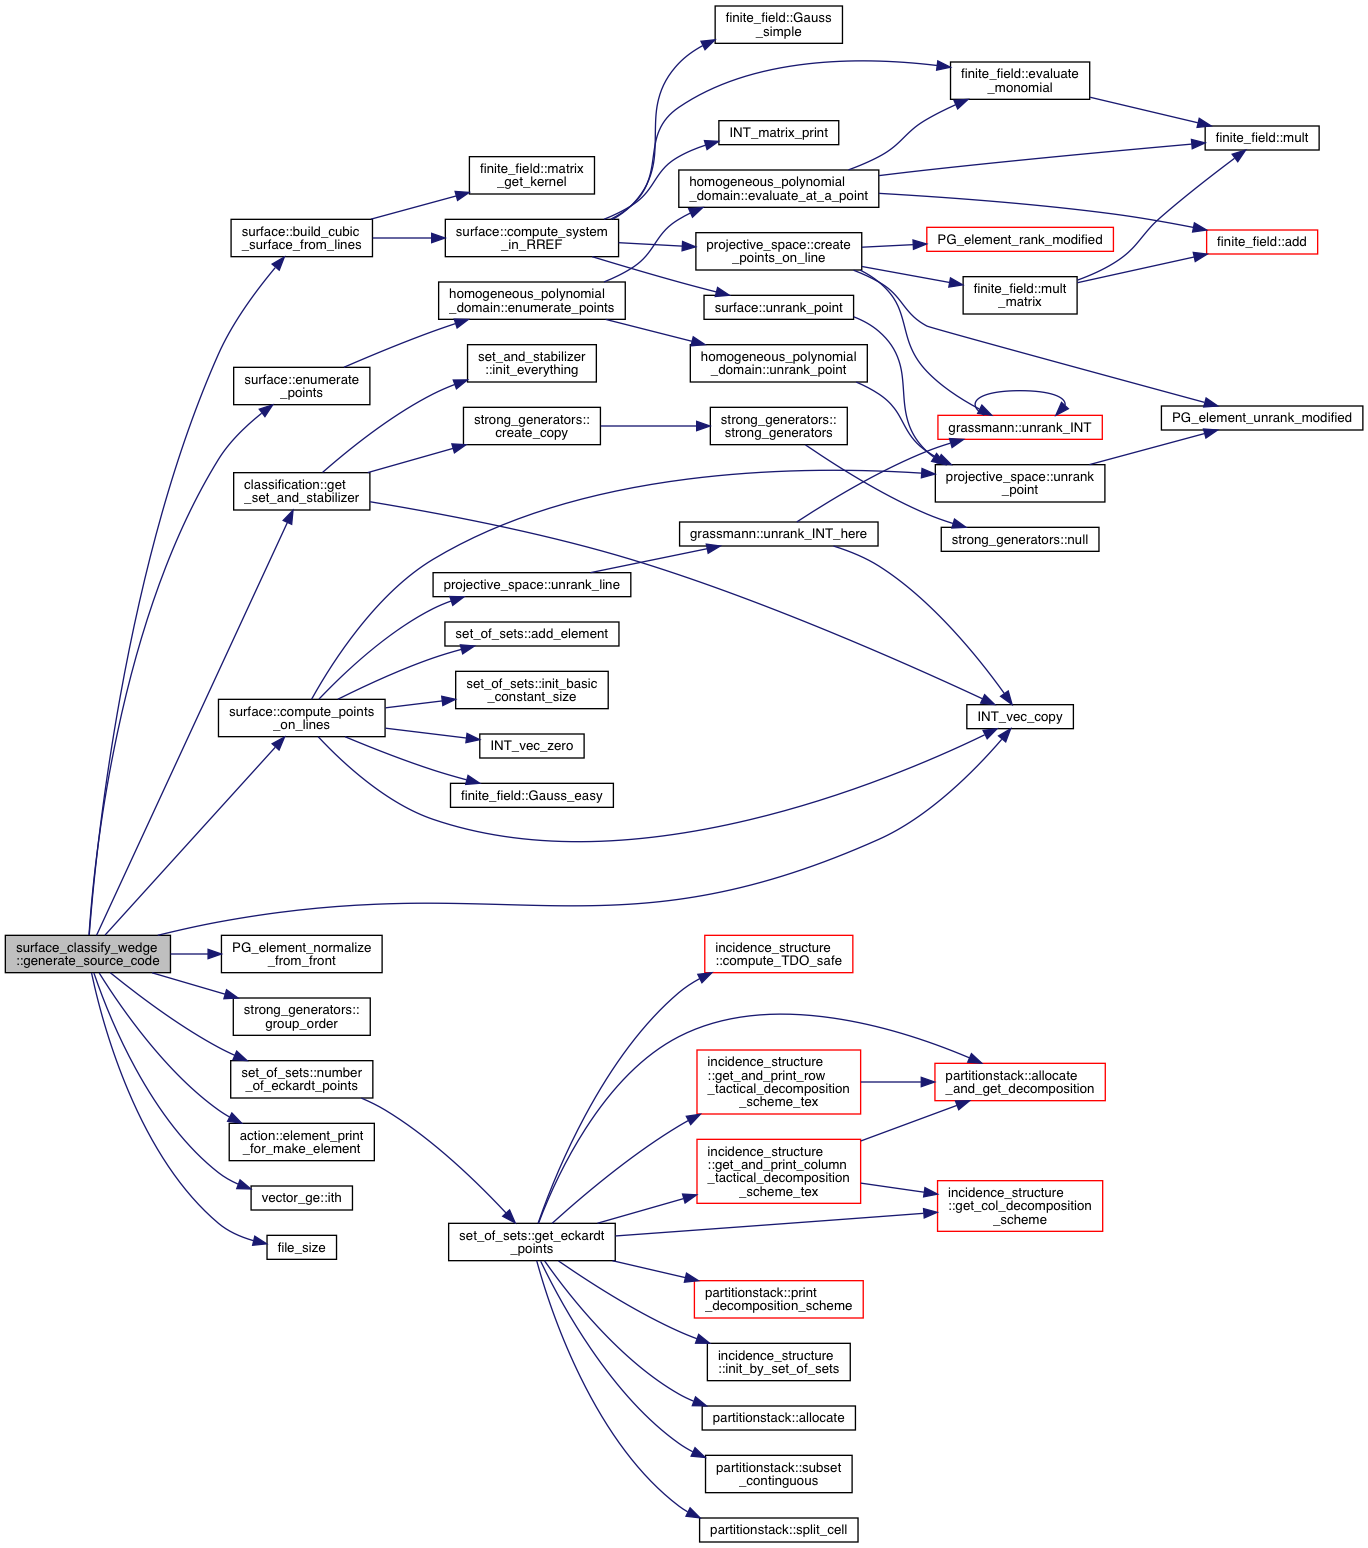 finite_field::Gauss
_simple
finite_field::evaluate
_monomial
INT_matrix_print
finite_field::mult
finite_field::matrix
_get_kernel
homogeneous_polynomial
_domain::evaluate_at_a_point
surface::build_cubic
_surface_from_lines
surface::compute_system
_in_RREF
projective_space::create
_points_on_line
PG_element_rank_modified
finite_field::add
homogeneous_polynomial
_domain::enumerate_points
surface::unrank_point
finite_field::mult
_matrix
set_and_stabilizer
::init_everything
homogeneous_polynomial
_domain::unrank_point
surface::enumerate
_points
strong_generators::
create_copy
strong_generators::
strong_generators
grassmann::unrank_INT
PG_element_unrank_modified
classification::get
_set_and_stabilizer
projective_space::unrank
_point
grassmann::unrank_INT_here
strong_generators::null
projective_space::unrank_line
set_of_sets::add_element
set_of_sets::init_basic
_constant_size
surface::compute_points
_on_lines
INT_vec_copy
INT_vec_zero
finite_field::Gauss_easy
surface_classify_wedge
::generate_source_code
PG_element_normalize
_from_front
incidence_structure
::compute_TDO_safe
strong_generators::
group_order
set_of_sets::number
_of_eckardt_points
incidence_structure
::get_and_print_row
_tactical_decomposition
_scheme_tex
partitionstack::allocate
_and_get_decomposition
action::element_print
_for_make_element
incidence_structure
::get_and_print_column
_tactical_decomposition
_scheme_tex
vector_ge::ith
incidence_structure
::get_col_decomposition
_scheme
file_size
set_of_sets::get_eckardt
_points
partitionstack::print
_decomposition_scheme
incidence_structure
::init_by_set_of_sets
partitionstack::allocate
partitionstack::subset
_continguous
partitionstack::split_cell